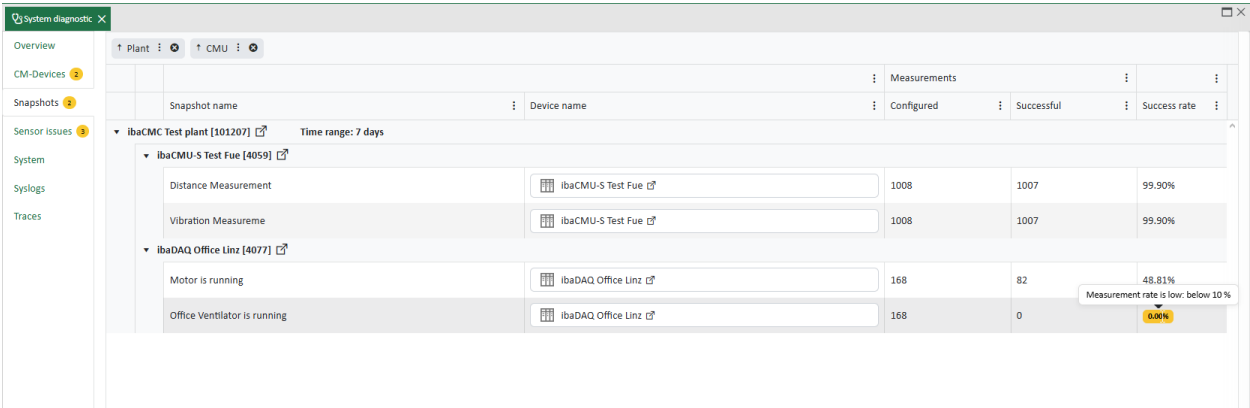 System diagnostic
Overview
CM-Devices 2
Snapshots 2
Sensor issues 3
System
Syslogs
Traces
Plant CMU
Measurements
Snapshot name Device name Configured Successful Success rate
ibaCMC Test plant [101207] Time range: 7 days
ibaCMU-S Test Fue [4059]
Distance Measurement ibaCMU-S Test Fue 1008 1007 99.90%
Vibration Measureme ibaCMU-S Test Fue 1008 1007 99.90%
ibaDAQ Office Linz [4077]
Motor is running ibaDAQ Office Linz 168 82 48.81%
Measurement rate is low: below 10 %
Office Ventilator is running ibaDAQ Office Linz 168 0 0.00%